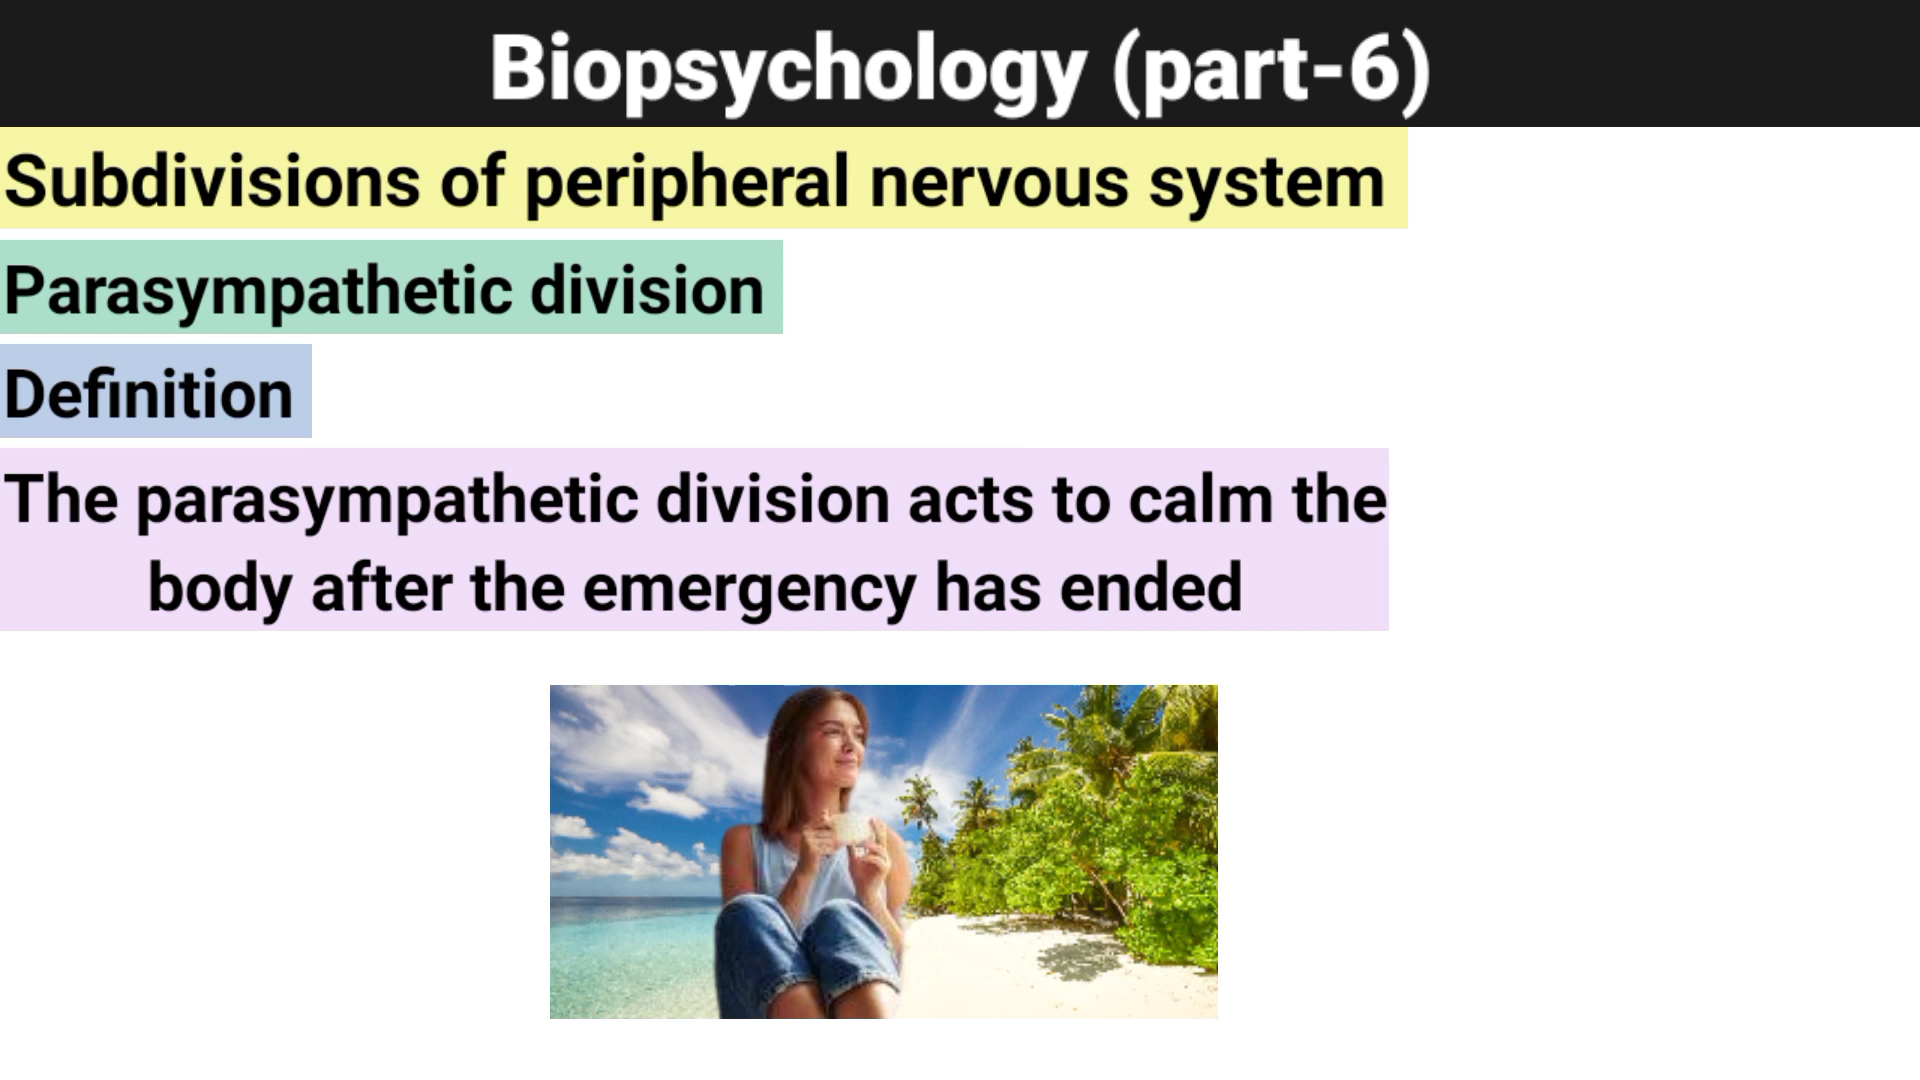 Biopsychology (part-6)
Subdivisions of peripheral nervous system
Parasympathetic division
Definition
The parasympathetic division acts to calm the
body after the emergency has ended